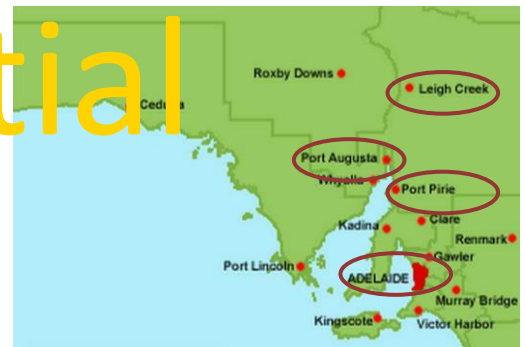 tial
Roxby Downs
Leigh Creek
Ceduna
Port Augusta
Whyalla
Port Pirie
Kadina
Clare
Renmark
Port Lincoln
Gawler
ADELAIDE
Murray Bridge
Kingscote
Victor Harbor